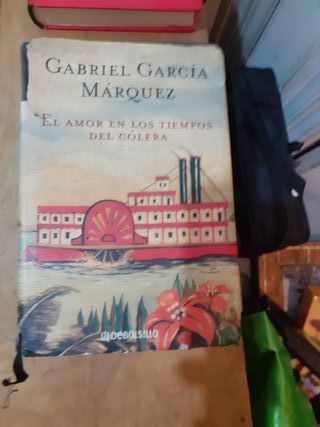 GABRIEL GARCÍA
MÁRQUEZ
EL AMOR EN LOS TIEMPOS
DEL CÓLERA
DEBOLSILLO